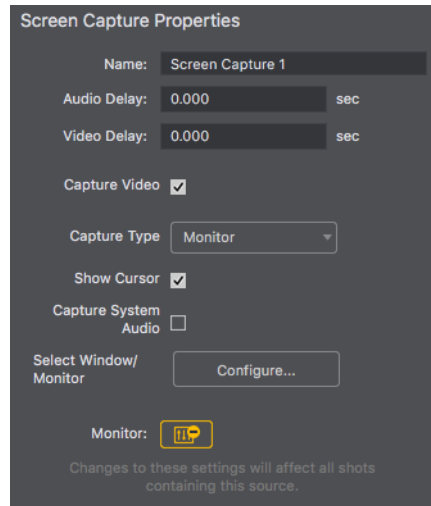 Screen Capture Properties
Name: Screen Capture 1
Audio Delay: 0.000 sec
Video Delay: 0.000 sec
Capture Video
Capture Type Monitor
Show Cursor
Capture System
Audio
Select Window/
Monitor
Configure...
Monitor:
Changes to these settings will affect all shots
containing this source.